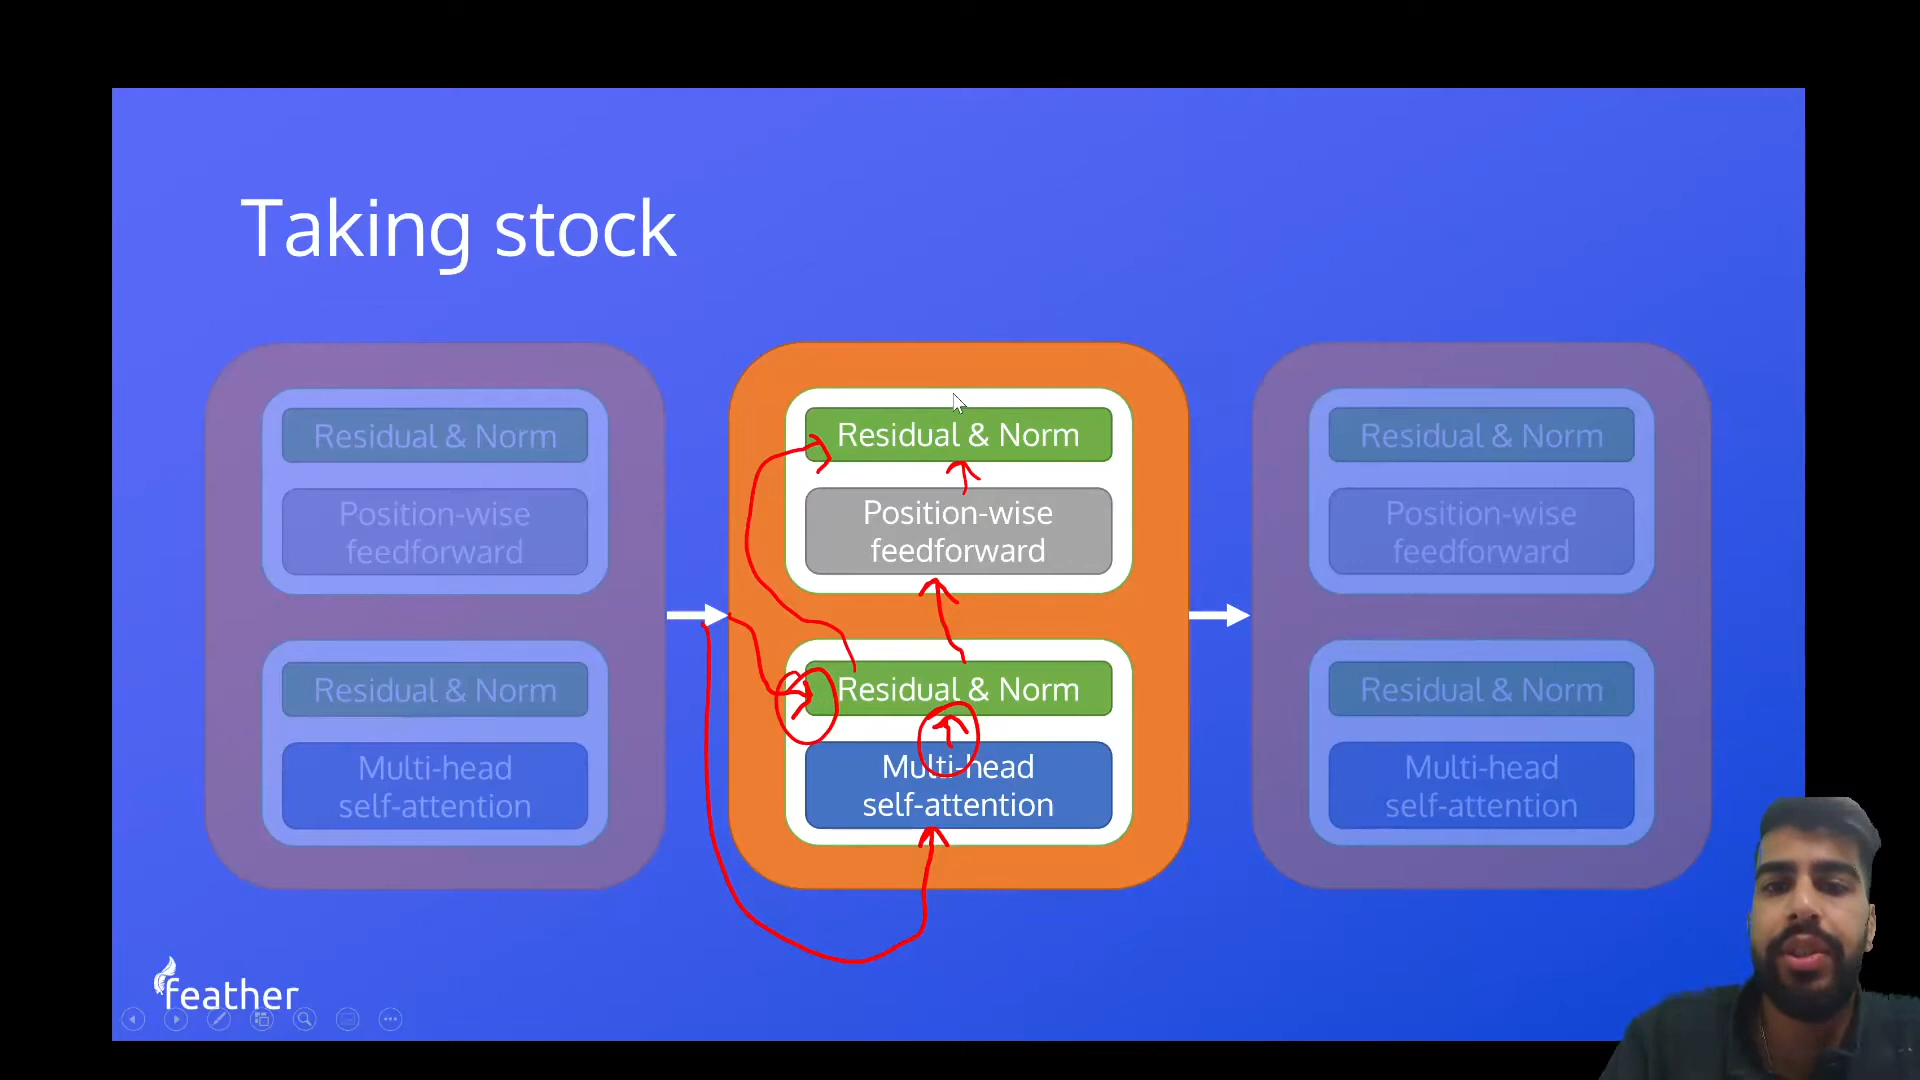 Taking stock
Residual & Norm
Position-wise
feedforward
Residual & Norm
Multi-head
self-attention
Residual & Norm
Position-wise
feedforward
Residual & Norm
Multi-head
self-attention
Residual & Norm
Position-wise
feedforward
Residual & Norm
Multi-head
self-attention
feather